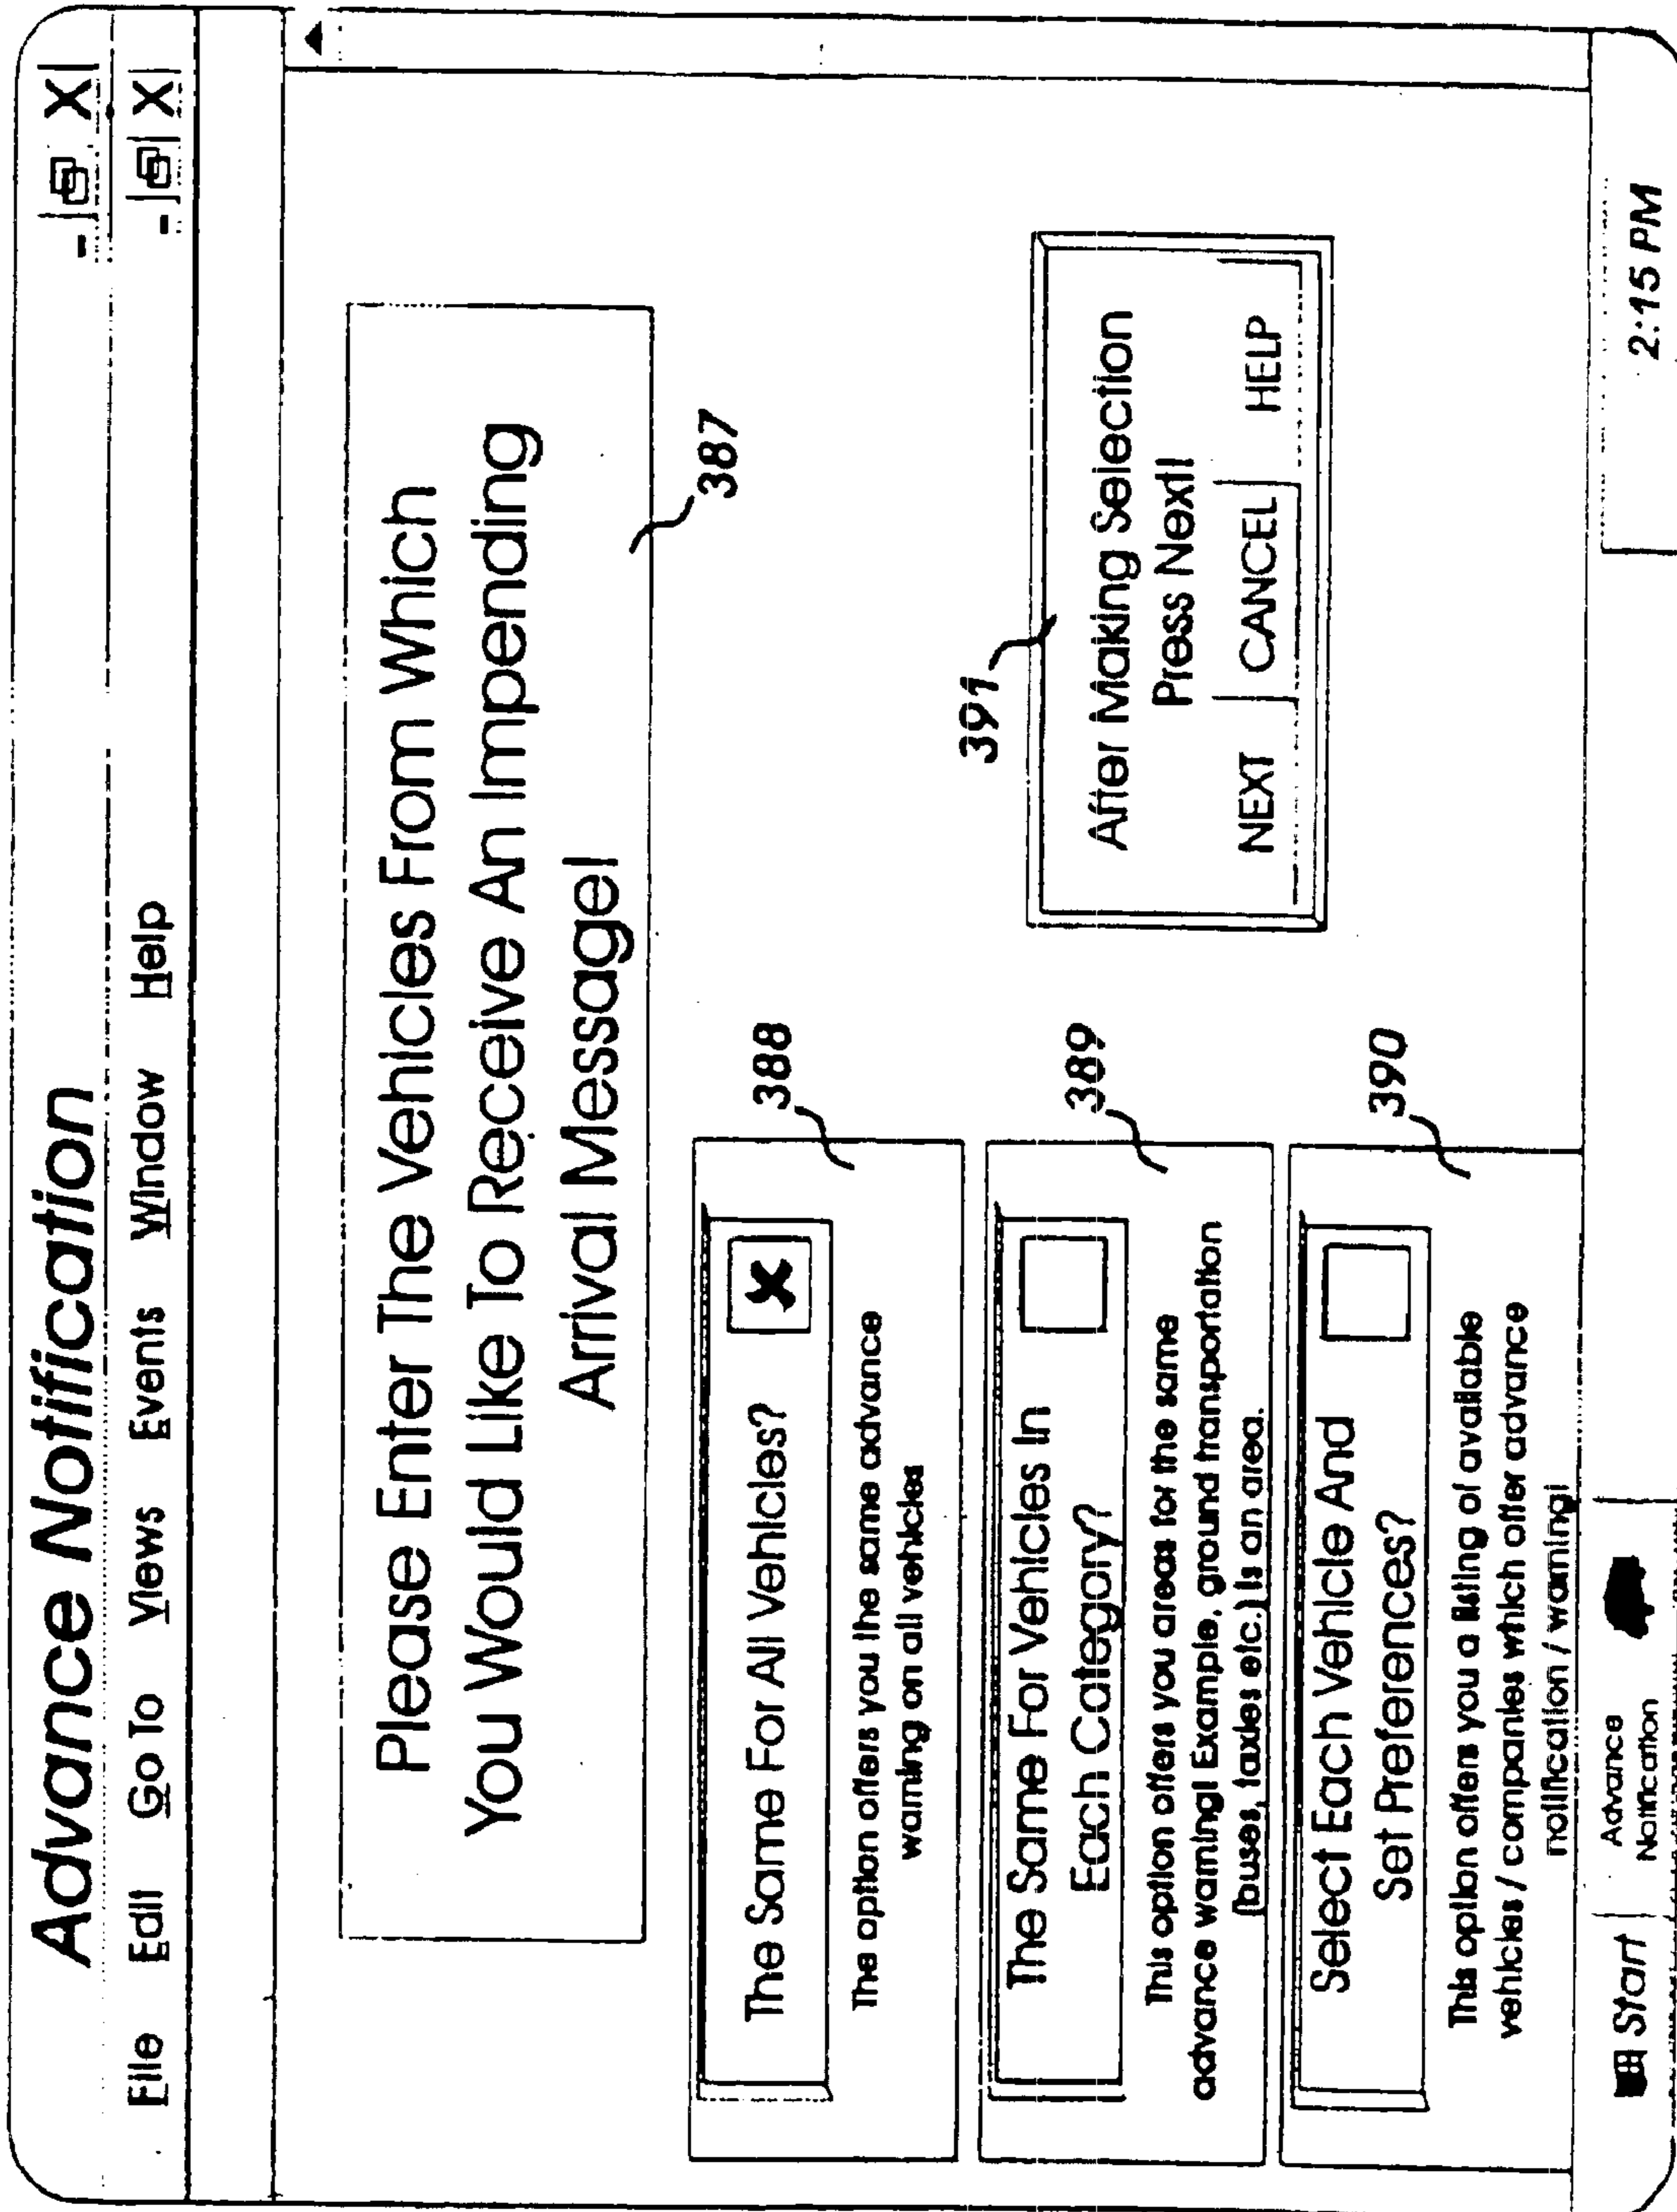 Advance Notification
File Edit Go To Views Events Window Help
Please Enter The Vehicles From Which
You Would Like To Receive An Impending
Arrival Message!
387
The Same For All Vehicles?
388
The option offers you the same advance
warning on all vehicles
The Same For Vehicles In
Each Category?
389
This option offers you areas for the same
advance warning! Example, ground transportation
(buses, taxies etc.) is an area.
Select Each Vehicle And
Set Preferences?
390
This option offers you a listing of available
vehicles / companies which offer advance
notification / warning!
391
After Making Selection
Press Next!
NEXT CANCEL HELP
Start
Advance
Notification
2:15 PM